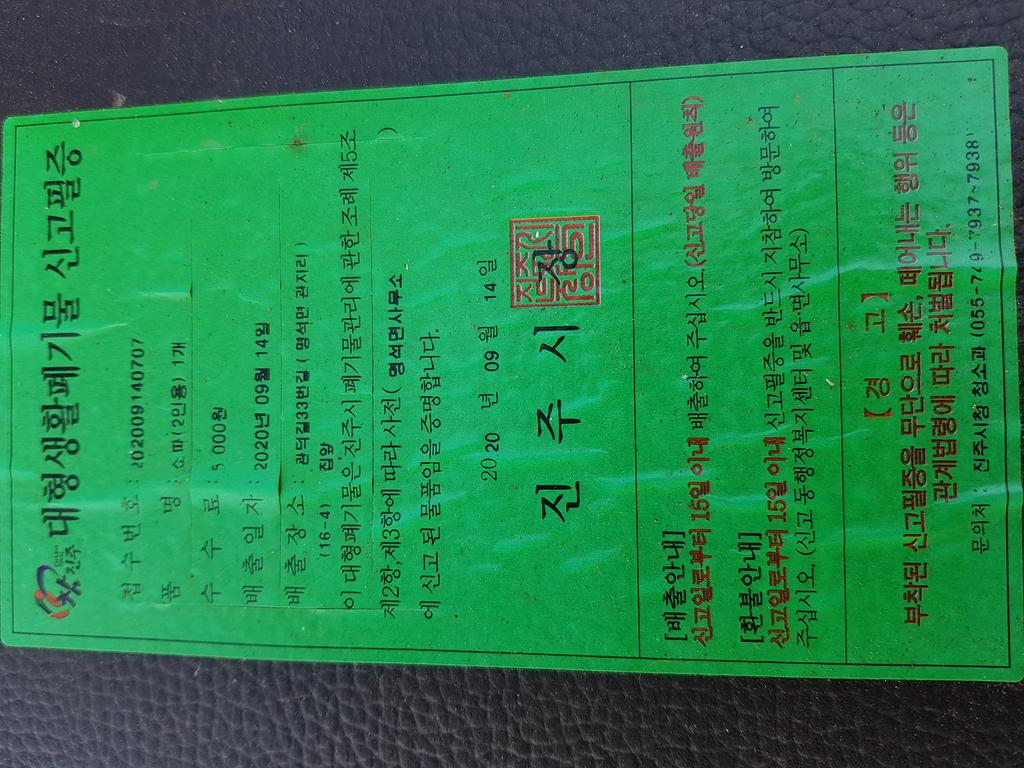 진주 대형생활폐기물 신고필증
접 수 번 호 : 202009140707
품 명 : 쇼파(2인용) 1개
수 수 료 : 5 000원
배 출 일 자 : 2020년 09월 14일
배 출 장 소 : 관덕길33번길 ( 명석면 관지리 )
(16-4) 집앞
이 대형폐기물은 진주시 폐기물관리에 관한 조례 제5조
제2항,제3항에 따라 사전( 명석면사무소 )
에 신고 된 물품임을 증명합니다.
2020 년 09 월 14 일
진 주 시 장
[배출안내]
신고일로부터 15일 이내 배출하여 주십시오.(신고당일 배출원칙)
[환불안내]
신고일로부터 15일 이내 신고필증을 반드시 지참하여 방문하여
주십시오. (신고 동행정복지센터 및 읍·면사무소)
【 경 고 】
부착된 신고필증을 무단으로 훼손, 떼어내는 행위 등은
관계법령에 따라 처벌됩니다.
문의처 : 진주시청 청소과 (055-749-7937~7938)